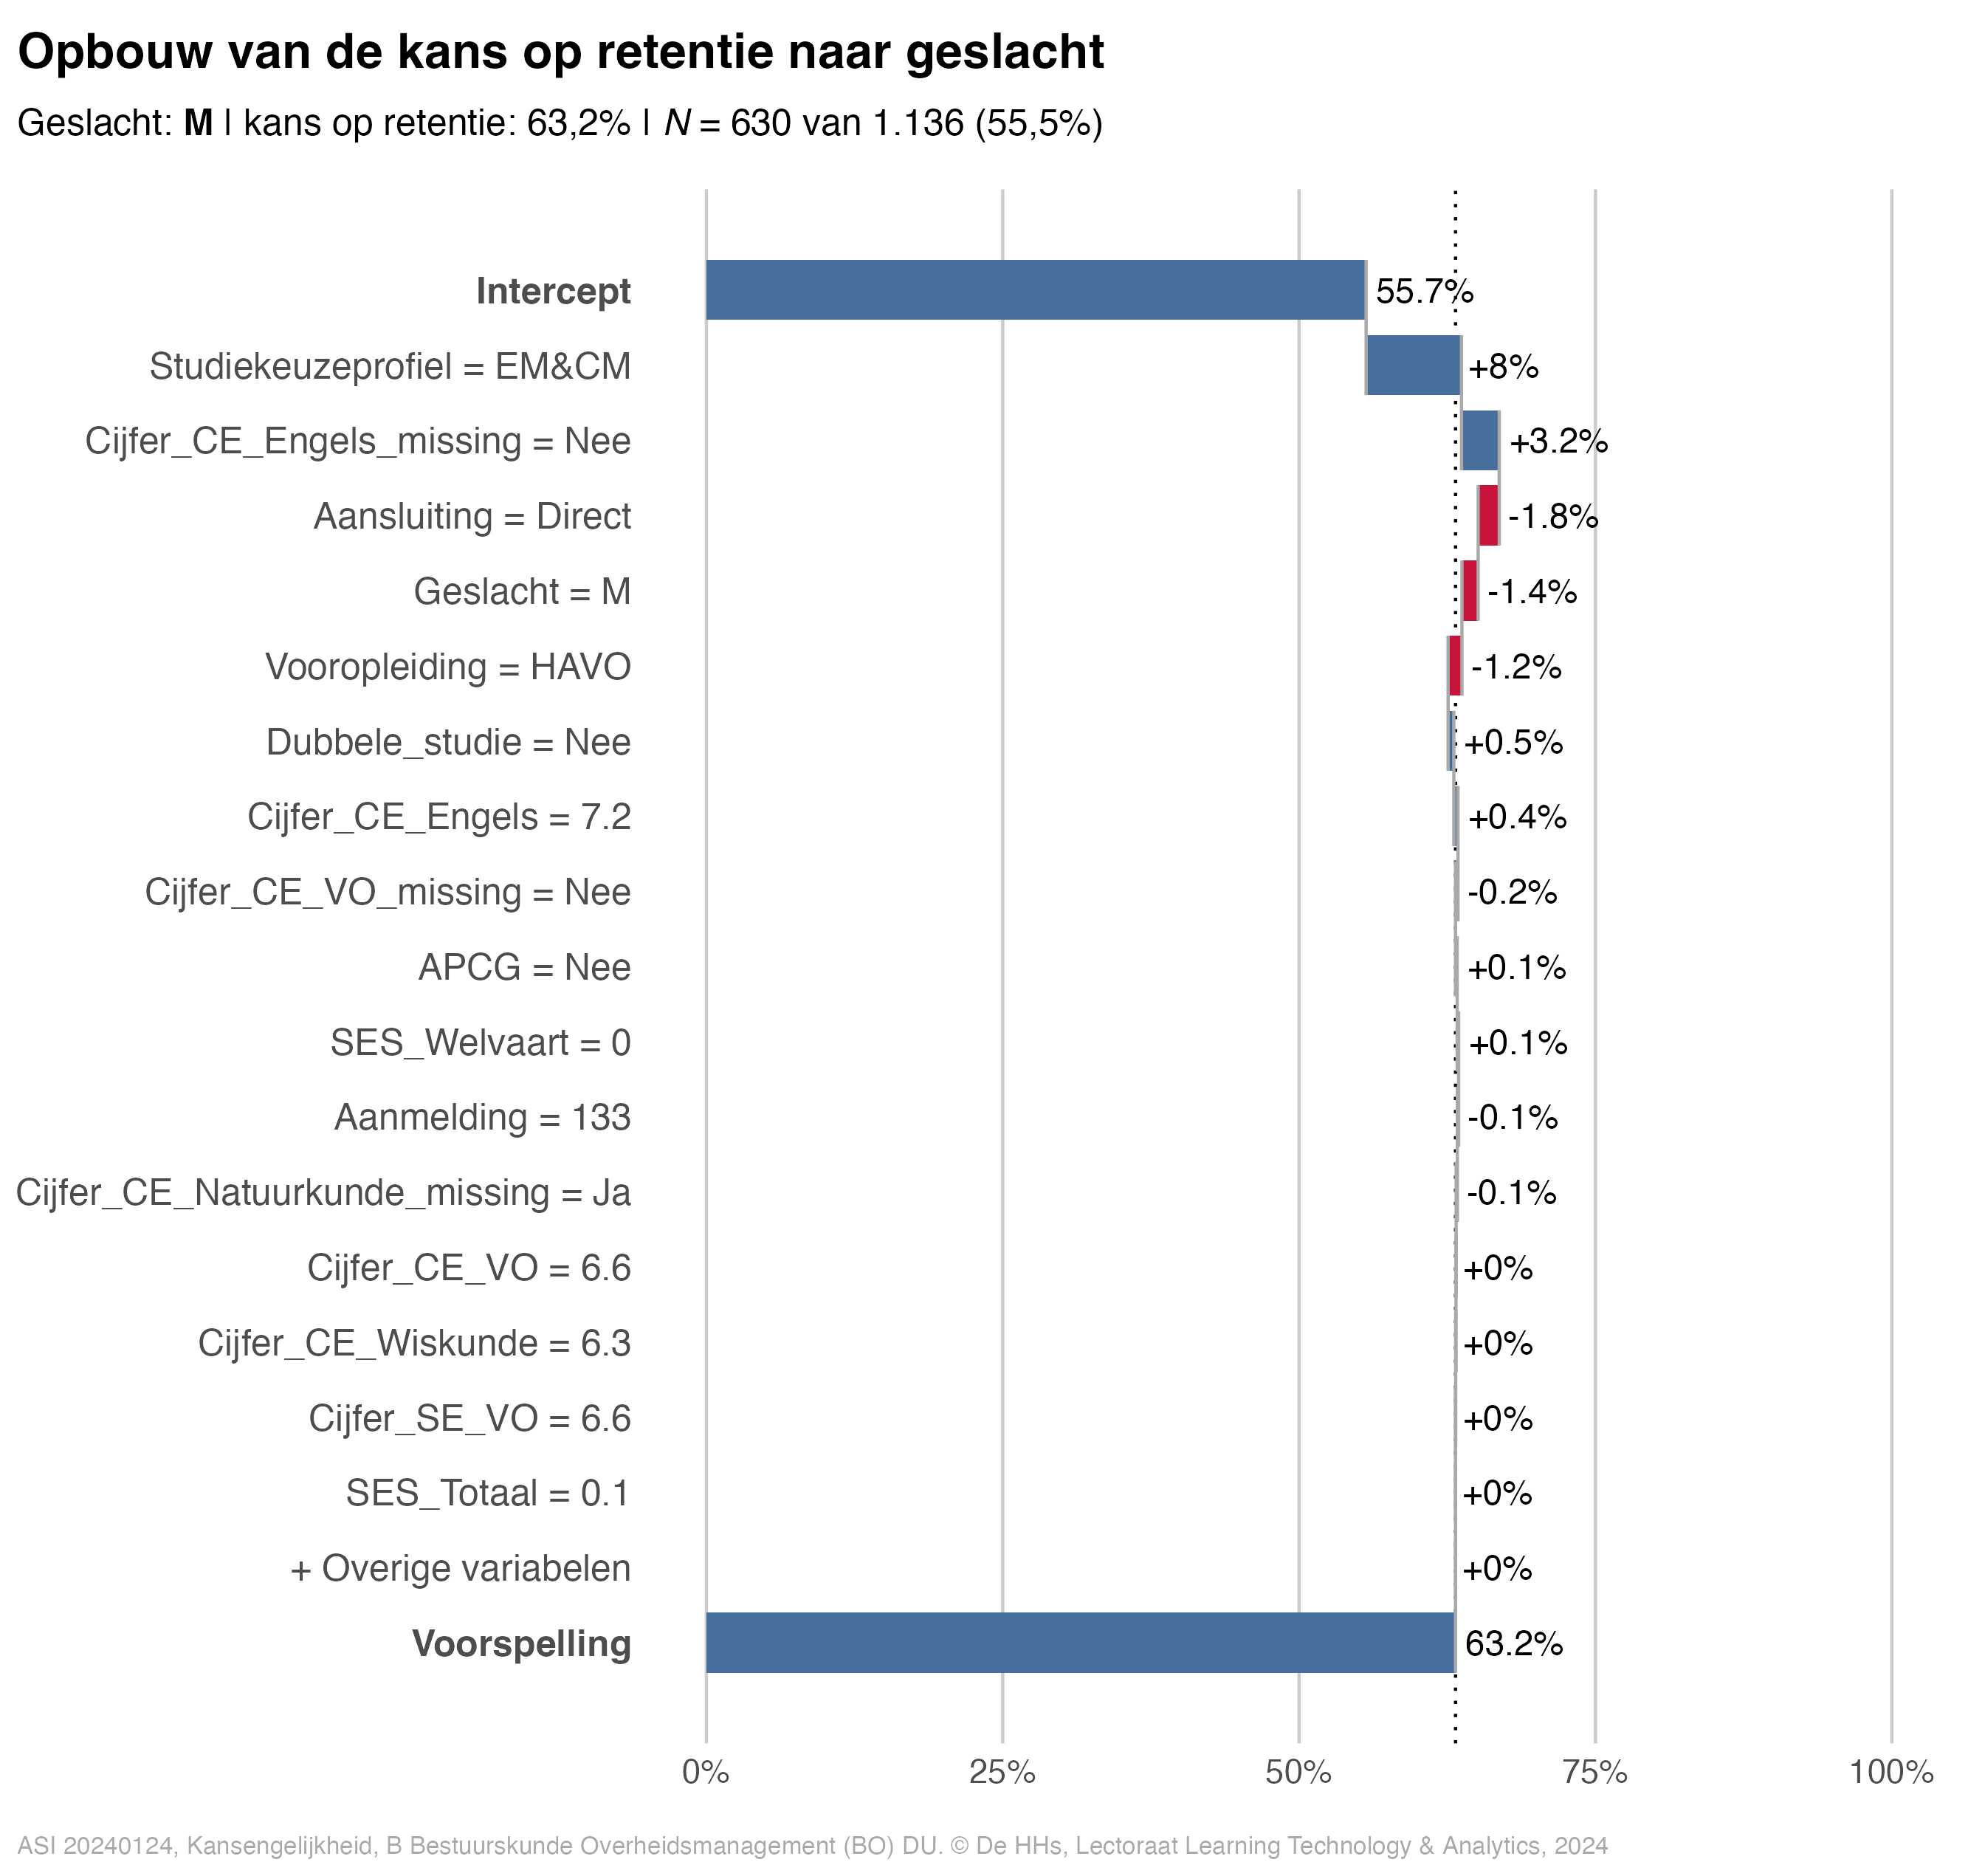 Opbouw van de kans op retentie naar geslacht
Geslacht: M | kans op retentie: 63,2% | N = 630 van 1.136 (55,5%)
Intercept 55.7%
Studiekeuzeprofiel = EM&CM +8%
Cijfer_CE_Engels_missing = Nee +3.2%
Aansluiting = Direct -1.8%
Geslacht = M -1.4%
Vooropleiding = HAVO -1.2%
Dubbele_studie = Nee +0.5%
Cijfer_CE_Engels = 7.2 +0.4%
Cijfer_CE_VO_missing = Nee -0.2%
APCG = Nee +0.1%
SES_Welvaart = 0 +0.1%
Aanmelding = 133 -0.1%
Cijfer_CE_Natuurkunde_missing = Ja -0.1%
Cijfer_CE_VO = 6.6 +0%
Cijfer_CE_Wiskunde = 6.3 +0%
Cijfer_SE_VO = 6.6 +0%
SES_Totaal = 0.1 +0%
+ Overige variabelen +0%
Voorspelling 63.2%
0% 25% 50% 75% 100%
ASI 20240124, Kansengelijkheid, B Bestuurskunde Overheidsmanagement (BO) DU. © De HHs, Lectoraat Learning Technology & Analytics, 2024